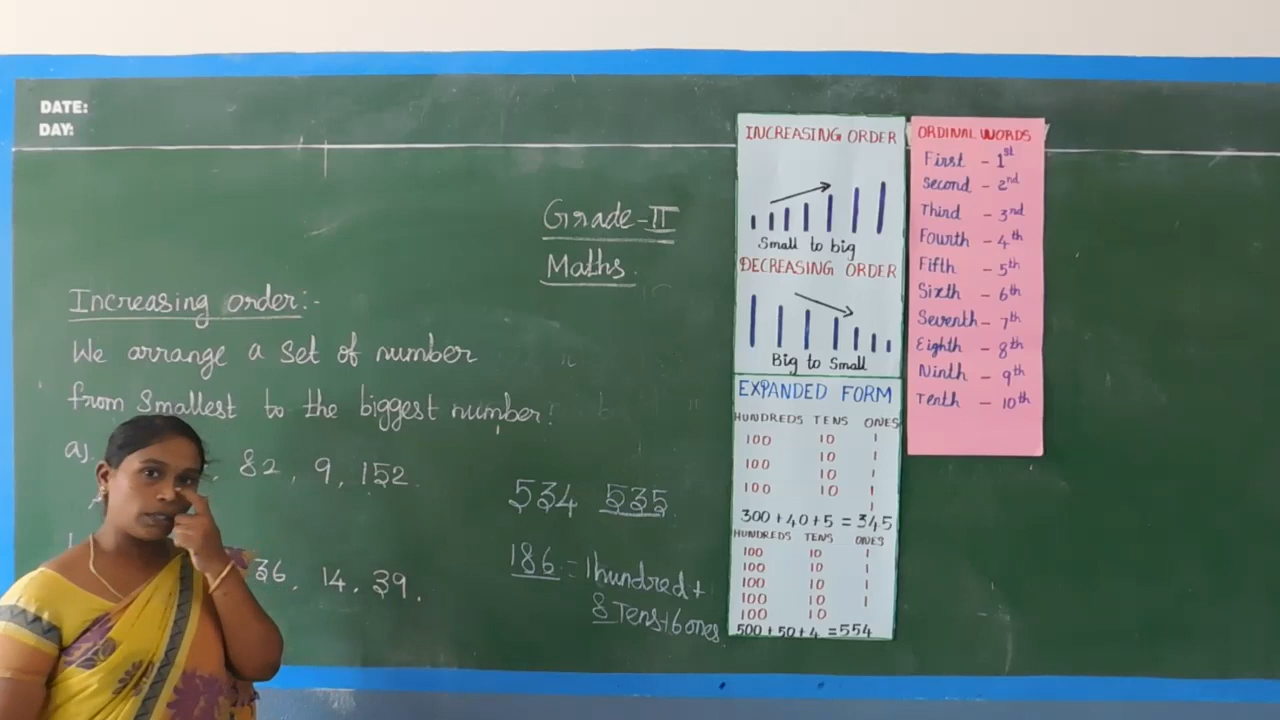 DATE:
DAY:
Grade-II
Maths.
Increasing order:-
We arrange a set of number
from smallest to the biggest number.
a). , 82, 9, 152.
36, 14, 39.
534 535
186 = 1hundred+
8 Tens+6ones
INCREASING ORDER
Small to big
DECREASING ORDER
Big to Small
EXPANDED FORM
HUNDREDS TENS ONES
100 10 1
10 1
100 10 1
100 10 1
1
300+40+5 = 345
HUNDREDS TENS ONES
100 10 1
100 10 1
100 10 1
100 10 1
100 10
500+50+4 =554
ORDINAL WORDS
First - 1st
Second - 2nd
Third - 3rd
Fourth - 4th
Fifth - 5th
Sixth - 6th
Seventh - 7th
Eighth - 8th
Ninth - 9th
Tenth - 10th